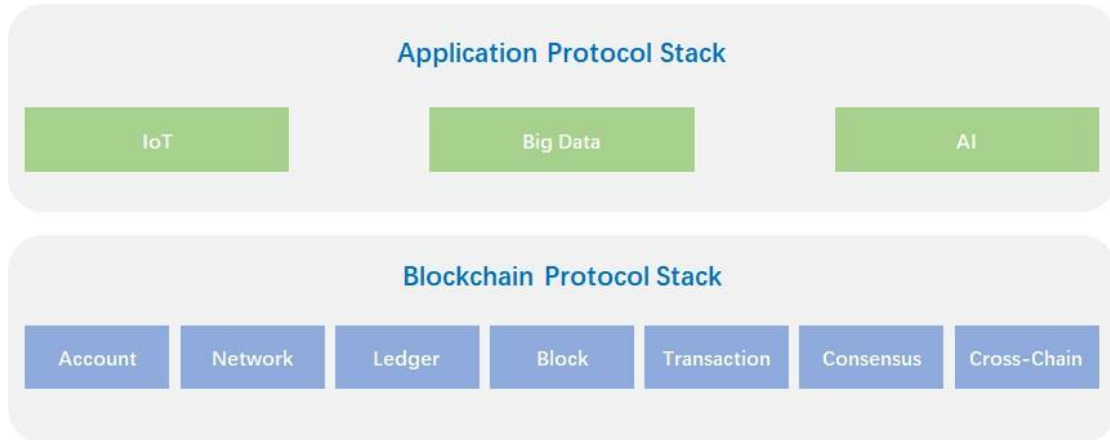 Application Protocol Stack
IoT Big Data AI
Blockchain Protocol Stack
Account Network Ledger Block Transaction Consensus Cross-Chain